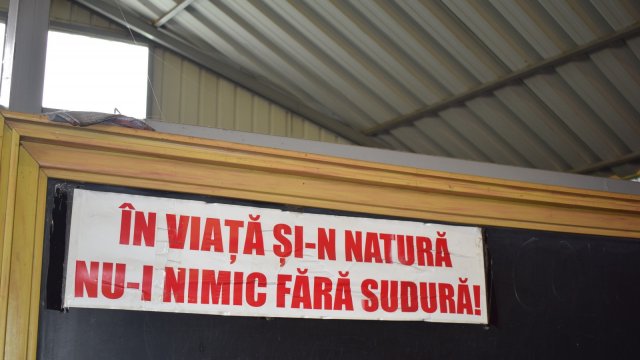 ÎN VIAȚĂ ȘI-N NATURĂ
NU-I NIMIC FĂRĂ SUDURĂ!